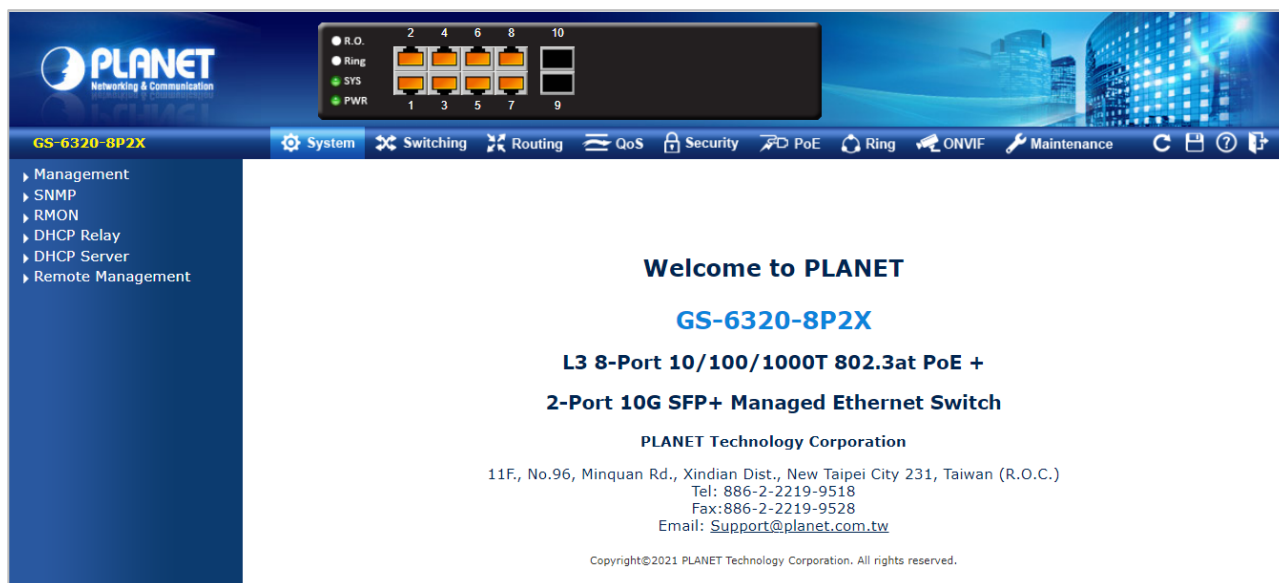 PLANET
Networking & Communication
R.O.
Ring
SYS
PWR
2 4 6 8 10
1 3 5 7 9
GS-6320-8P2X
System Switching Routing QoS Security PoE Ring ONVIF Maintenance
Management
SNMP
RMON
DHCP Relay
DHCP Server
Remote Management
Welcome to PLANET
GS-6320-8P2X
L3 8-Port 10/100/1000T 802.3at PoE +
2-Port 10G SFP+ Managed Ethernet Switch
PLANET Technology Corporation
11F., No.96, Minquan Rd., Xindian Dist., New Taipei City 231, Taiwan (R.O.C.)
Tel: 886-2-2219-9518
Fax:886-2-2219-9528
Email: Support@planet.com.tw
Copyright©2021 PLANET Technology Corporation. All rights reserved.